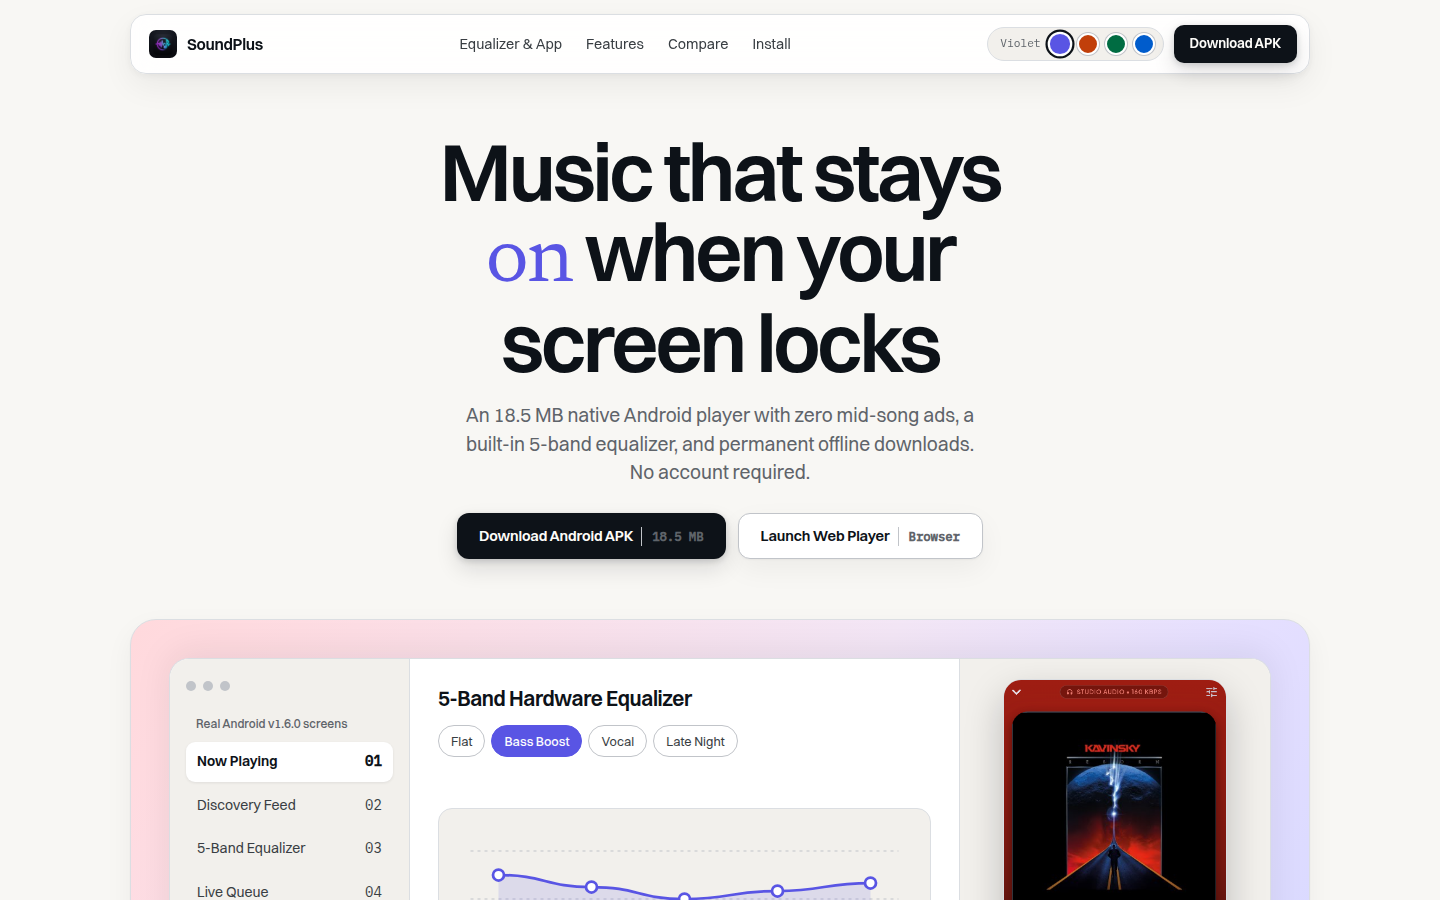 SoundPlus
Equalizer & App
Features
Compare
Install
Violet
Download APK
Music that stays
on when your
screen locks
An 18.5 MB native Android player with zero mid-song ads, a
built-in 5-band equalizer, and permanent offline downloads.
No account required.
Download Android APK 18.5 MB
Launch Web Player Browser
Real Android v1.6.0 screens
Now Playing 01
Discovery Feed 02
5-Band Equalizer 03
Live Queue 04
5-Band Hardware Equalizer
Flat
Bass Boost
Vocal
Late Night
STUDIO AUDIO • 160 KBPS
KAVINSKY